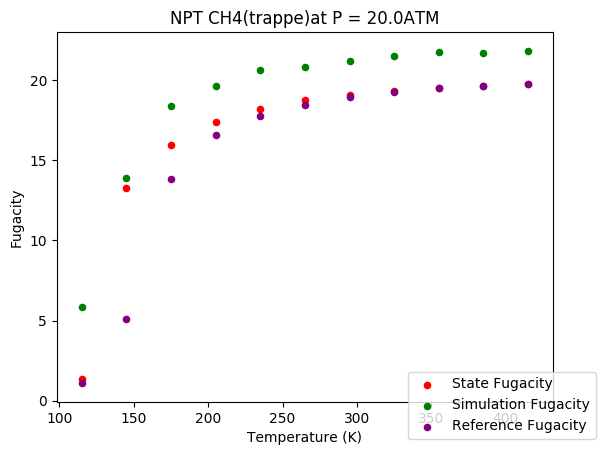 NPT CH4(trappe)at P = 20.0ATM
Fugacity
20
15
10
5
0
100
150
200
250
300
350
400
Temperature (K)
State Fugacity
Simulation Fugacity
Reference Fugacity